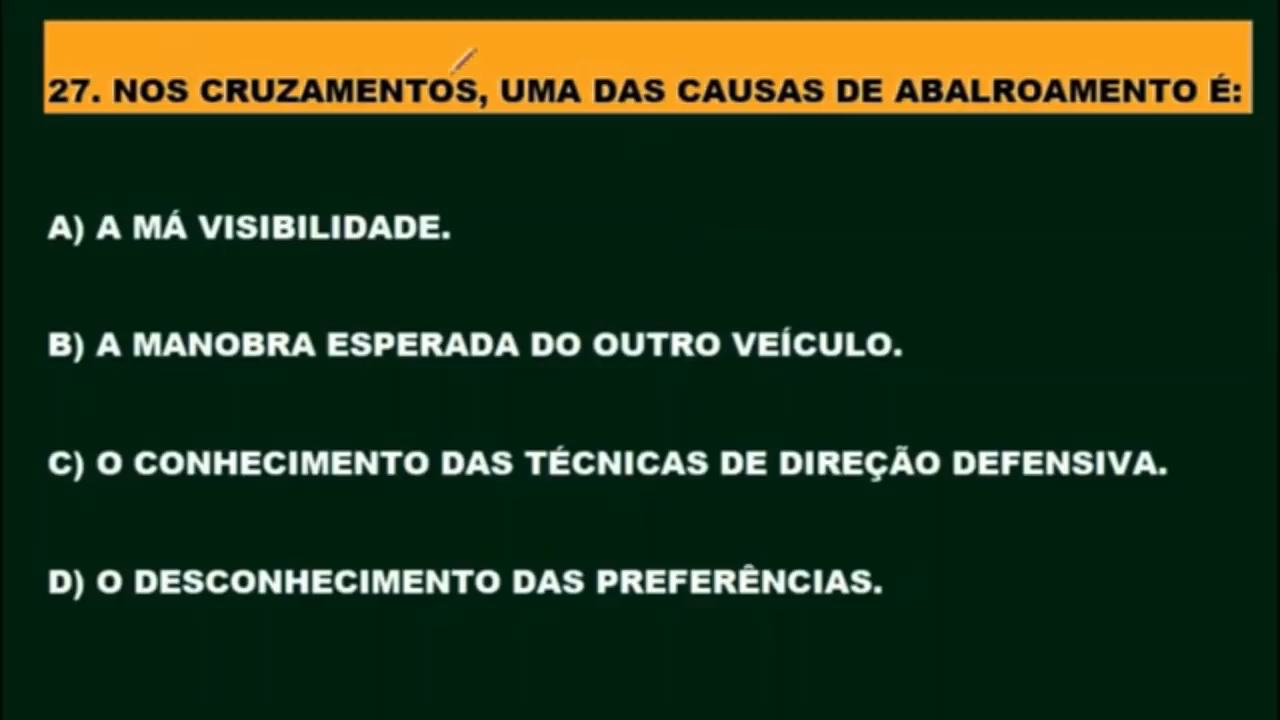 27. NOS CRUZAMENTOS, UMA DAS CAUSAS DE ABALROAMENTO É:
A) A MÁ VISIBILIDADE.
B) A MANOBRA ESPERADA DO OUTRO VEÍCULO.
C) O CONHECIMENTO DAS TÉCNICAS DE DIREÇÃO DEFENSIVA.
D) O DESCONHECIMENTO DAS PREFERÊNCIAS.